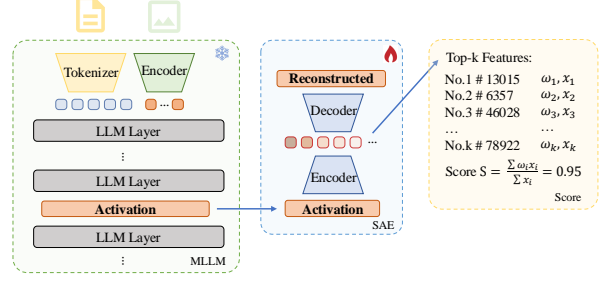 Tokenizer
Encoder
...
LLM Layer
⋮
LLM Layer
Activation
LLM Layer
⋮
MLLM
Reconstructed
Decoder
...
Encoder
Activation
SAE
Top-k Features:
No.1 # 13015 ω₁, x₁
No.2 # 6357 ω₂, x₂
No.3 # 46028 ω₃, x₃
... ...
No.k # 78922 ωₖ, xₖ
Score S = ∑ ωᵢxᵢ / ∑ xᵢ = 0.95
Score